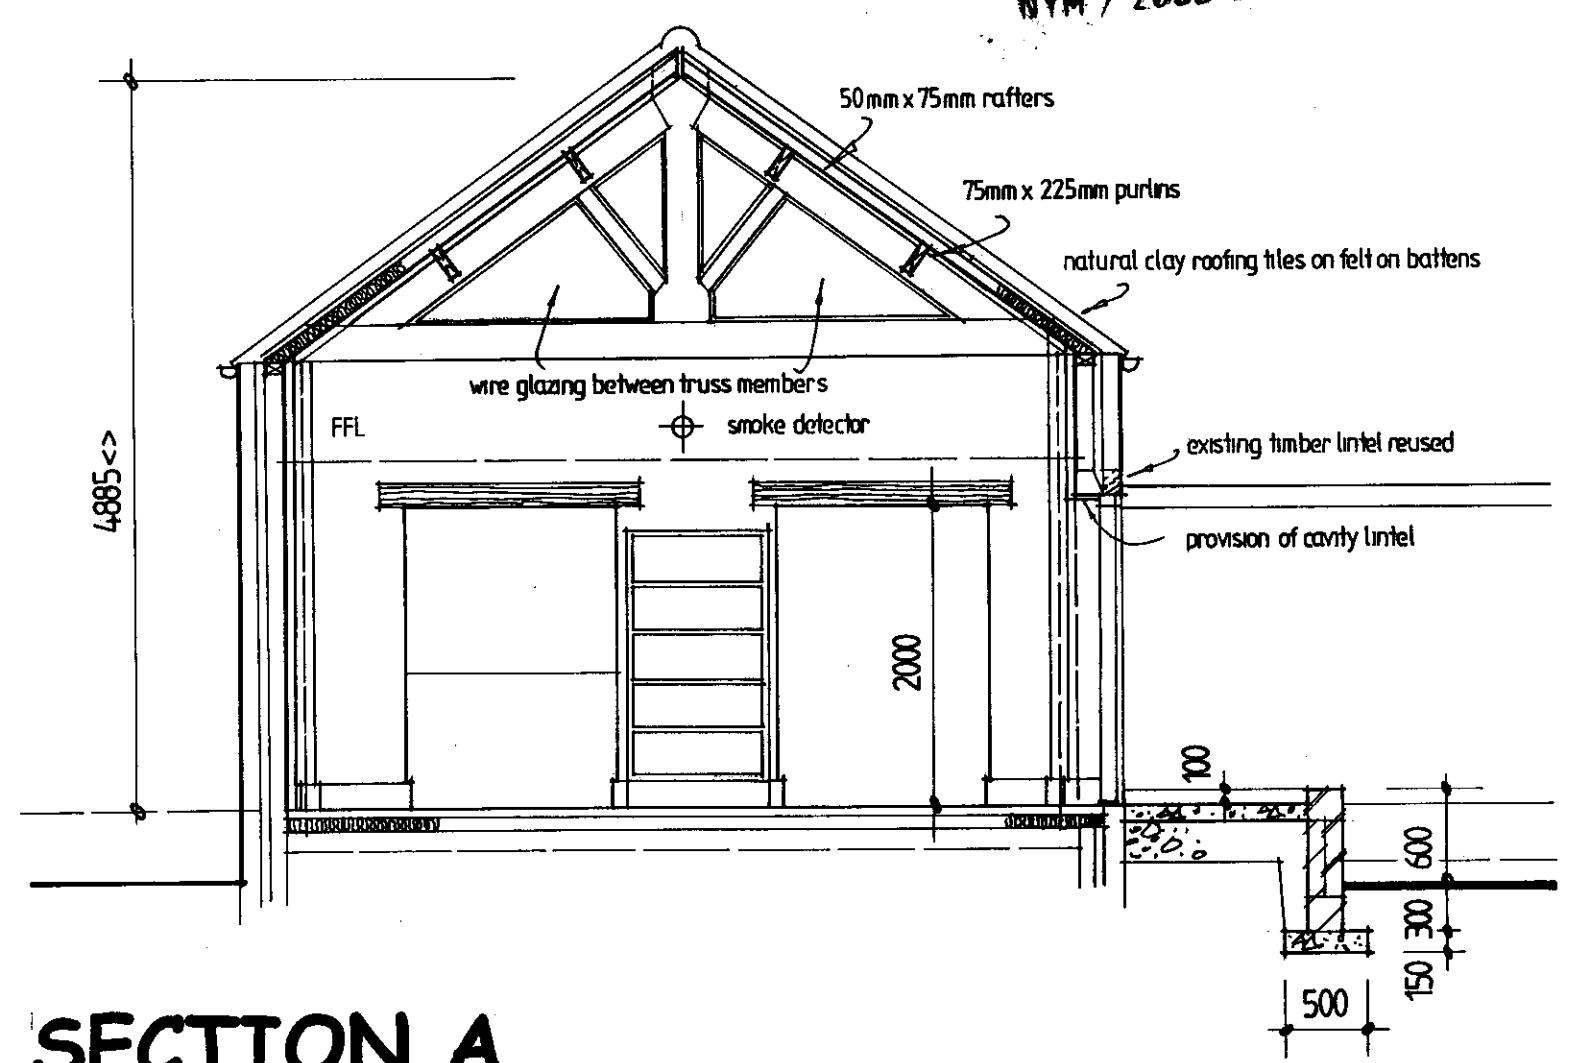 NYM / 200
50mm x 75mm rafters
75mm x 225mm purlins
natural clay roofing tiles on felt on battens
wire glazing between truss members
FFL
smoke detector
existing timber lintel reused
4885<>
provision of cavity lintel
2000
100
600
300
150
500
SECTION A